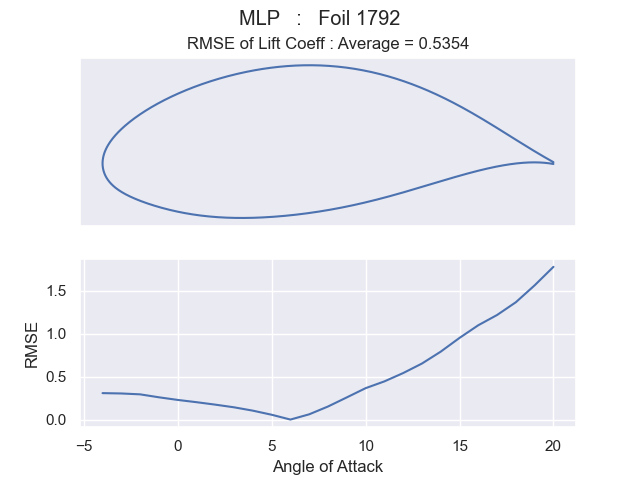 MLP : Foil 1792
RMSE of Lift Coeff : Average = 0.5354
1.5
1.0
0.5
0.0
RMSE
−5 0 5 10 15 20
Angle of Attack